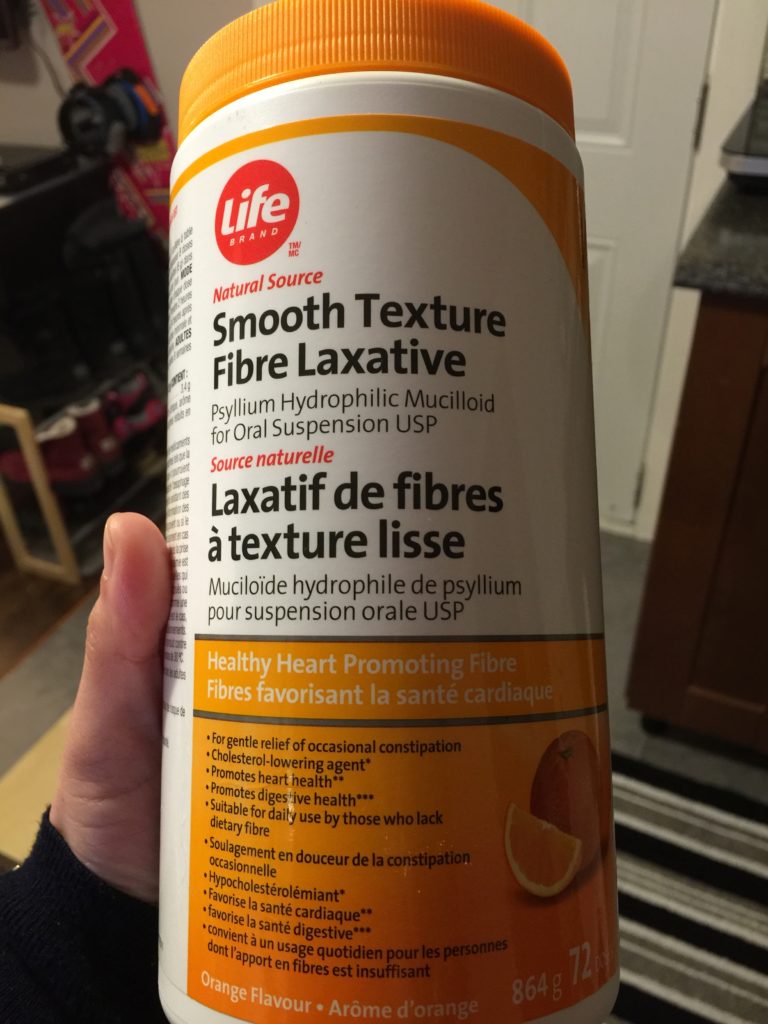 Life
BRAND
TM/
MC
Natural Source
Smooth Texture
Fibre Laxative
Psyllium Hydrophilic Mucilloid
for Oral Suspension USP
Source naturelle
Laxatif de fibres
à texture lisse
Muciloïde hydrophile de psyllium
pour suspension orale USP
Healthy Heart Promoting Fibre
Fibres favorisant la santé cardiaque
• For gentle relief of occasional constipation
• Cholesterol-lowering agent*
• Promotes heart health**
• Promotes digestive health***
• Suitable for daily use by those who lack
dietary fibre
• Soulagement en douceur de la constipation
occasionnelle
• Hypocholestérolémiant*
• Favorise la santé cardiaque**
• favorise la santé digestive***
• convient à un usage quotidien pour les personnes
dont l'apport en fibres est insuffisant
Orange Flavour • Arôme d'orange
864 g 72